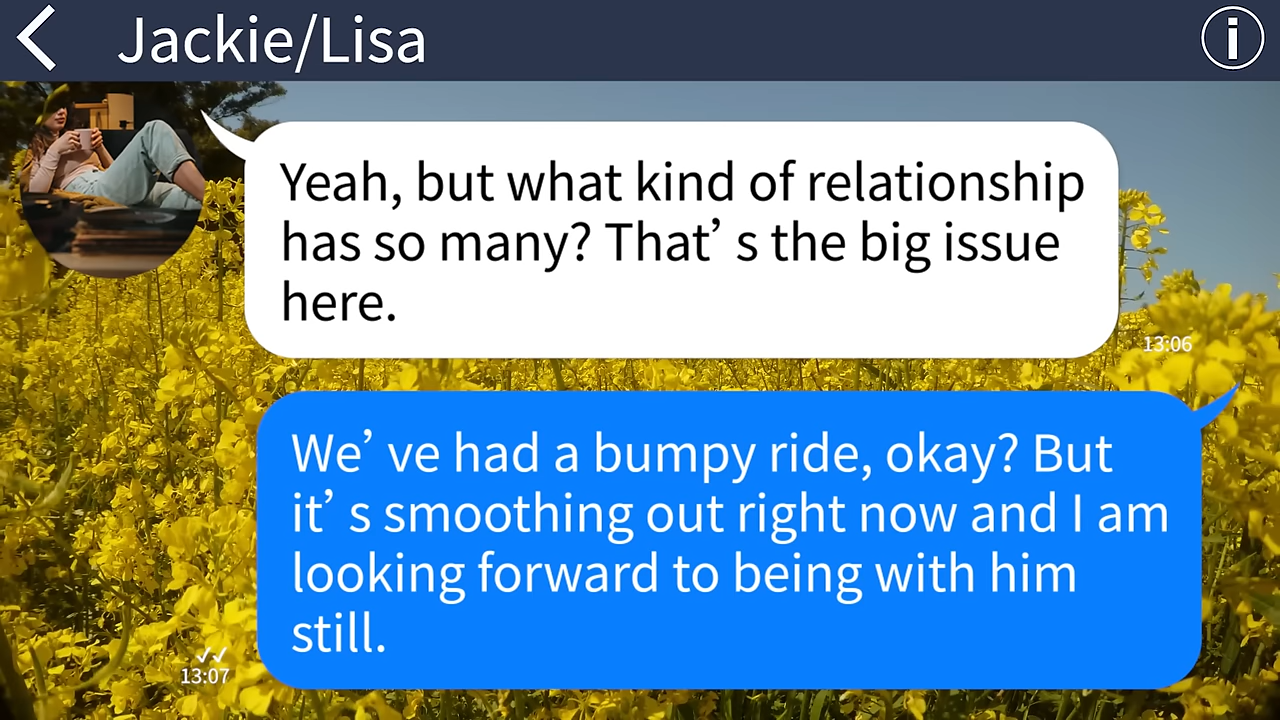 Jackie/Lisa
Yeah, but what kind of relationship
has so many? That’s the big issue
here.
13:06
We’ve had a bumpy ride, okay? But
it’s smoothing out right now and I am
looking forward to being with him
still.
13:07